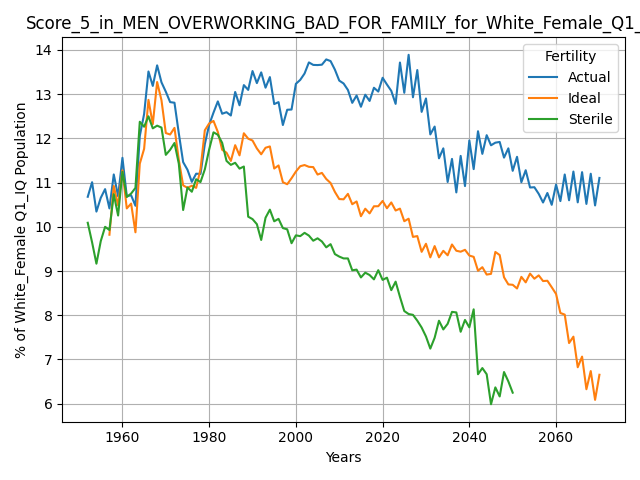 Score_5_in_MEN_OVERWORKING_BAD_FOR_FAMILY_for_White_Female_Q1_
14
13
12
11
10
9
8
7
6
% of White_Female Q1_IQ Population
1960
1980
2000
2020
2040
2060
Years
Fertility
Actual
Ideal
Sterile